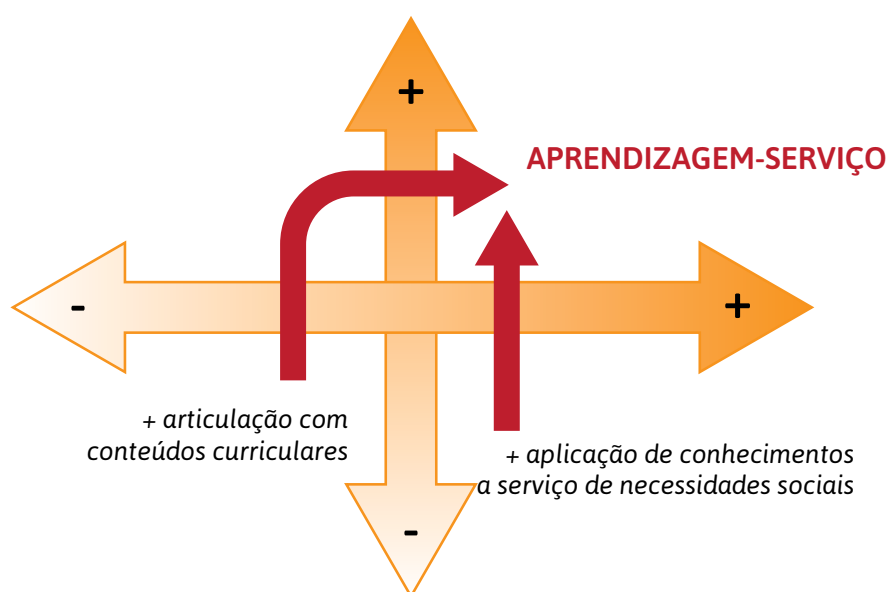 +
APRENDIZAGEM-SERVIÇO
-
+
+ articulação com
conteúdos curriculares
+ aplicação de conhecimentos
a serviço de necessidades sociais
-